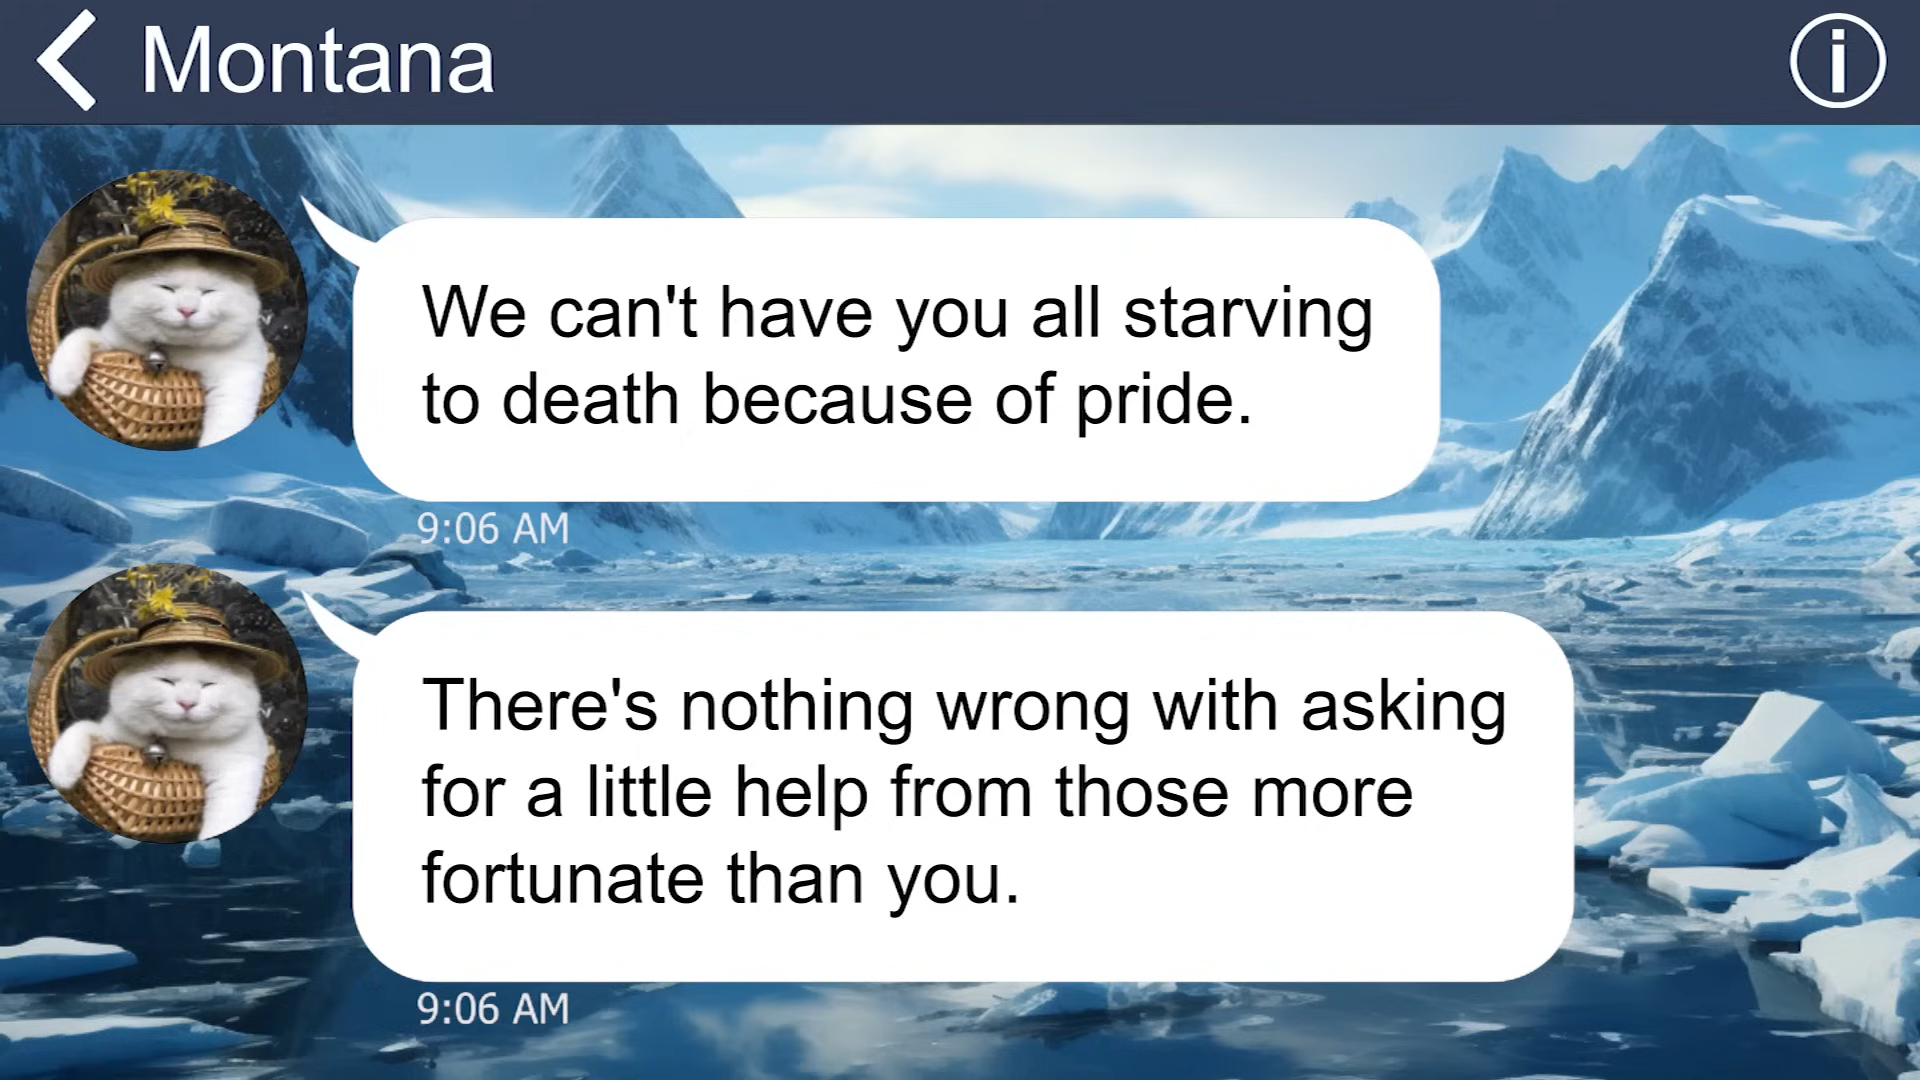 Montana
We can't have you all starving
to death because of pride.
9:06 AM
There's nothing wrong with asking
for a little help from those more
fortunate than you.
9:06 AM